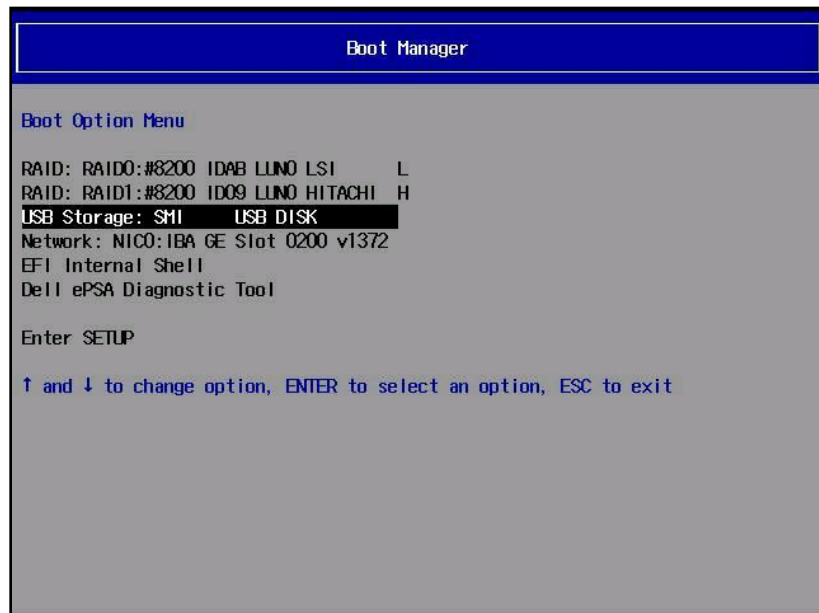 Boot Manager
Boot Option Menu
RAID: RAID0:#8200 IDAB LUN0 LSI L
RAID: RAID1:#8200 ID09 LUN0 HITACHI H
USB Storage: SMI USB DISK
Network: NIC0:IBA GE Slot 0200 v1372
EFI Internal Shell
Dell ePSA Diagnostic Tool
Enter SETUP
↑ and ↓ to change option, ENTER to select an option, ESC to exit